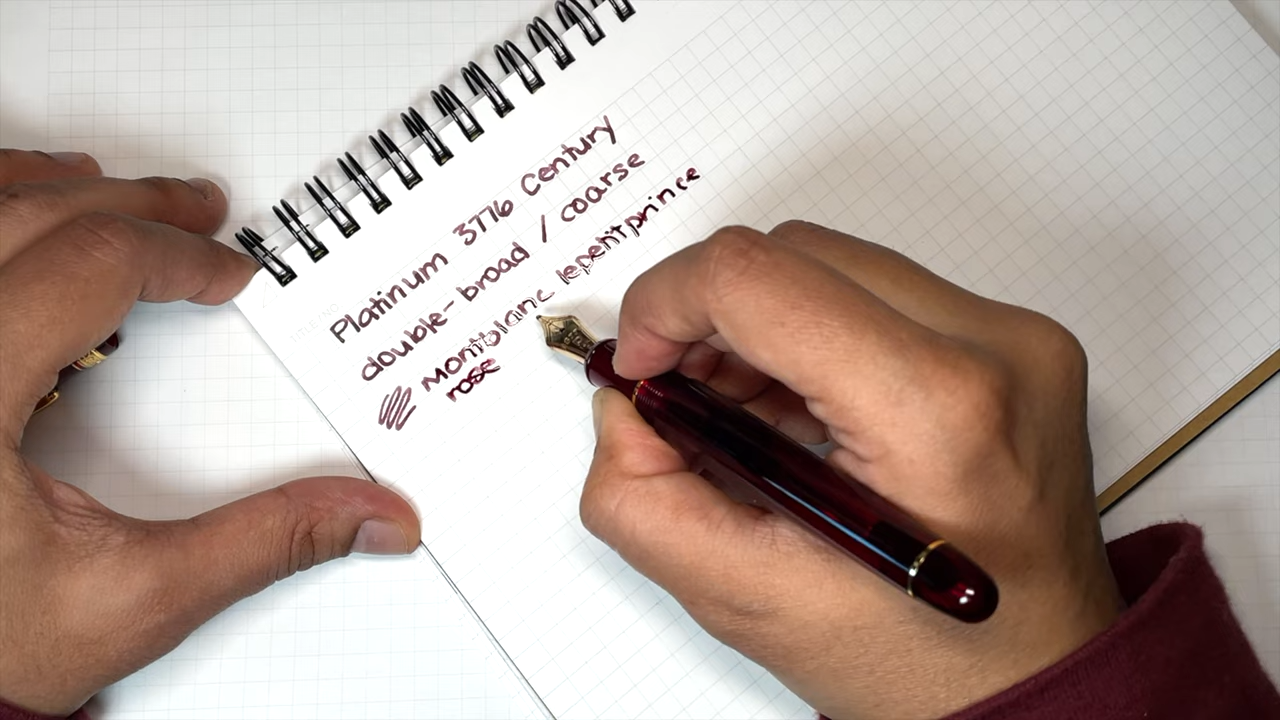 Platinum 3776 Century
double-broad / coarse
Montblanc lepetitprince
rose